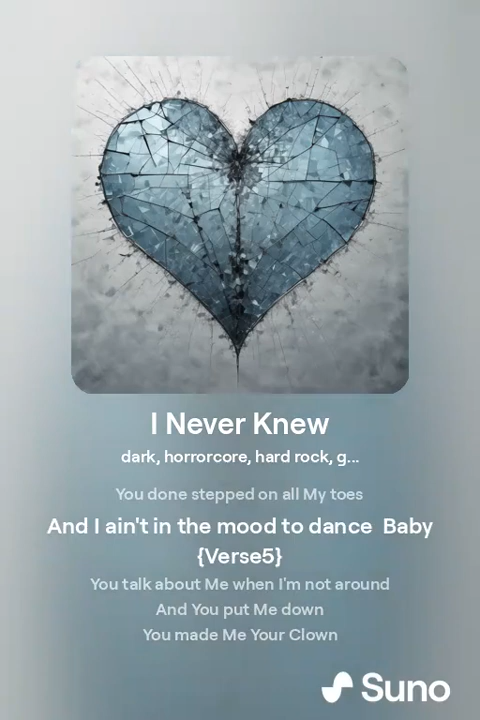 I Never Knew
dark, horrorcore, hard rock, g...
You done stepped on all My toes
And I ain't in the mood to dance  Baby
{Verse5}
You talk about Me when I'm not around
And You put Me down
You made Me Your Clown
Suno